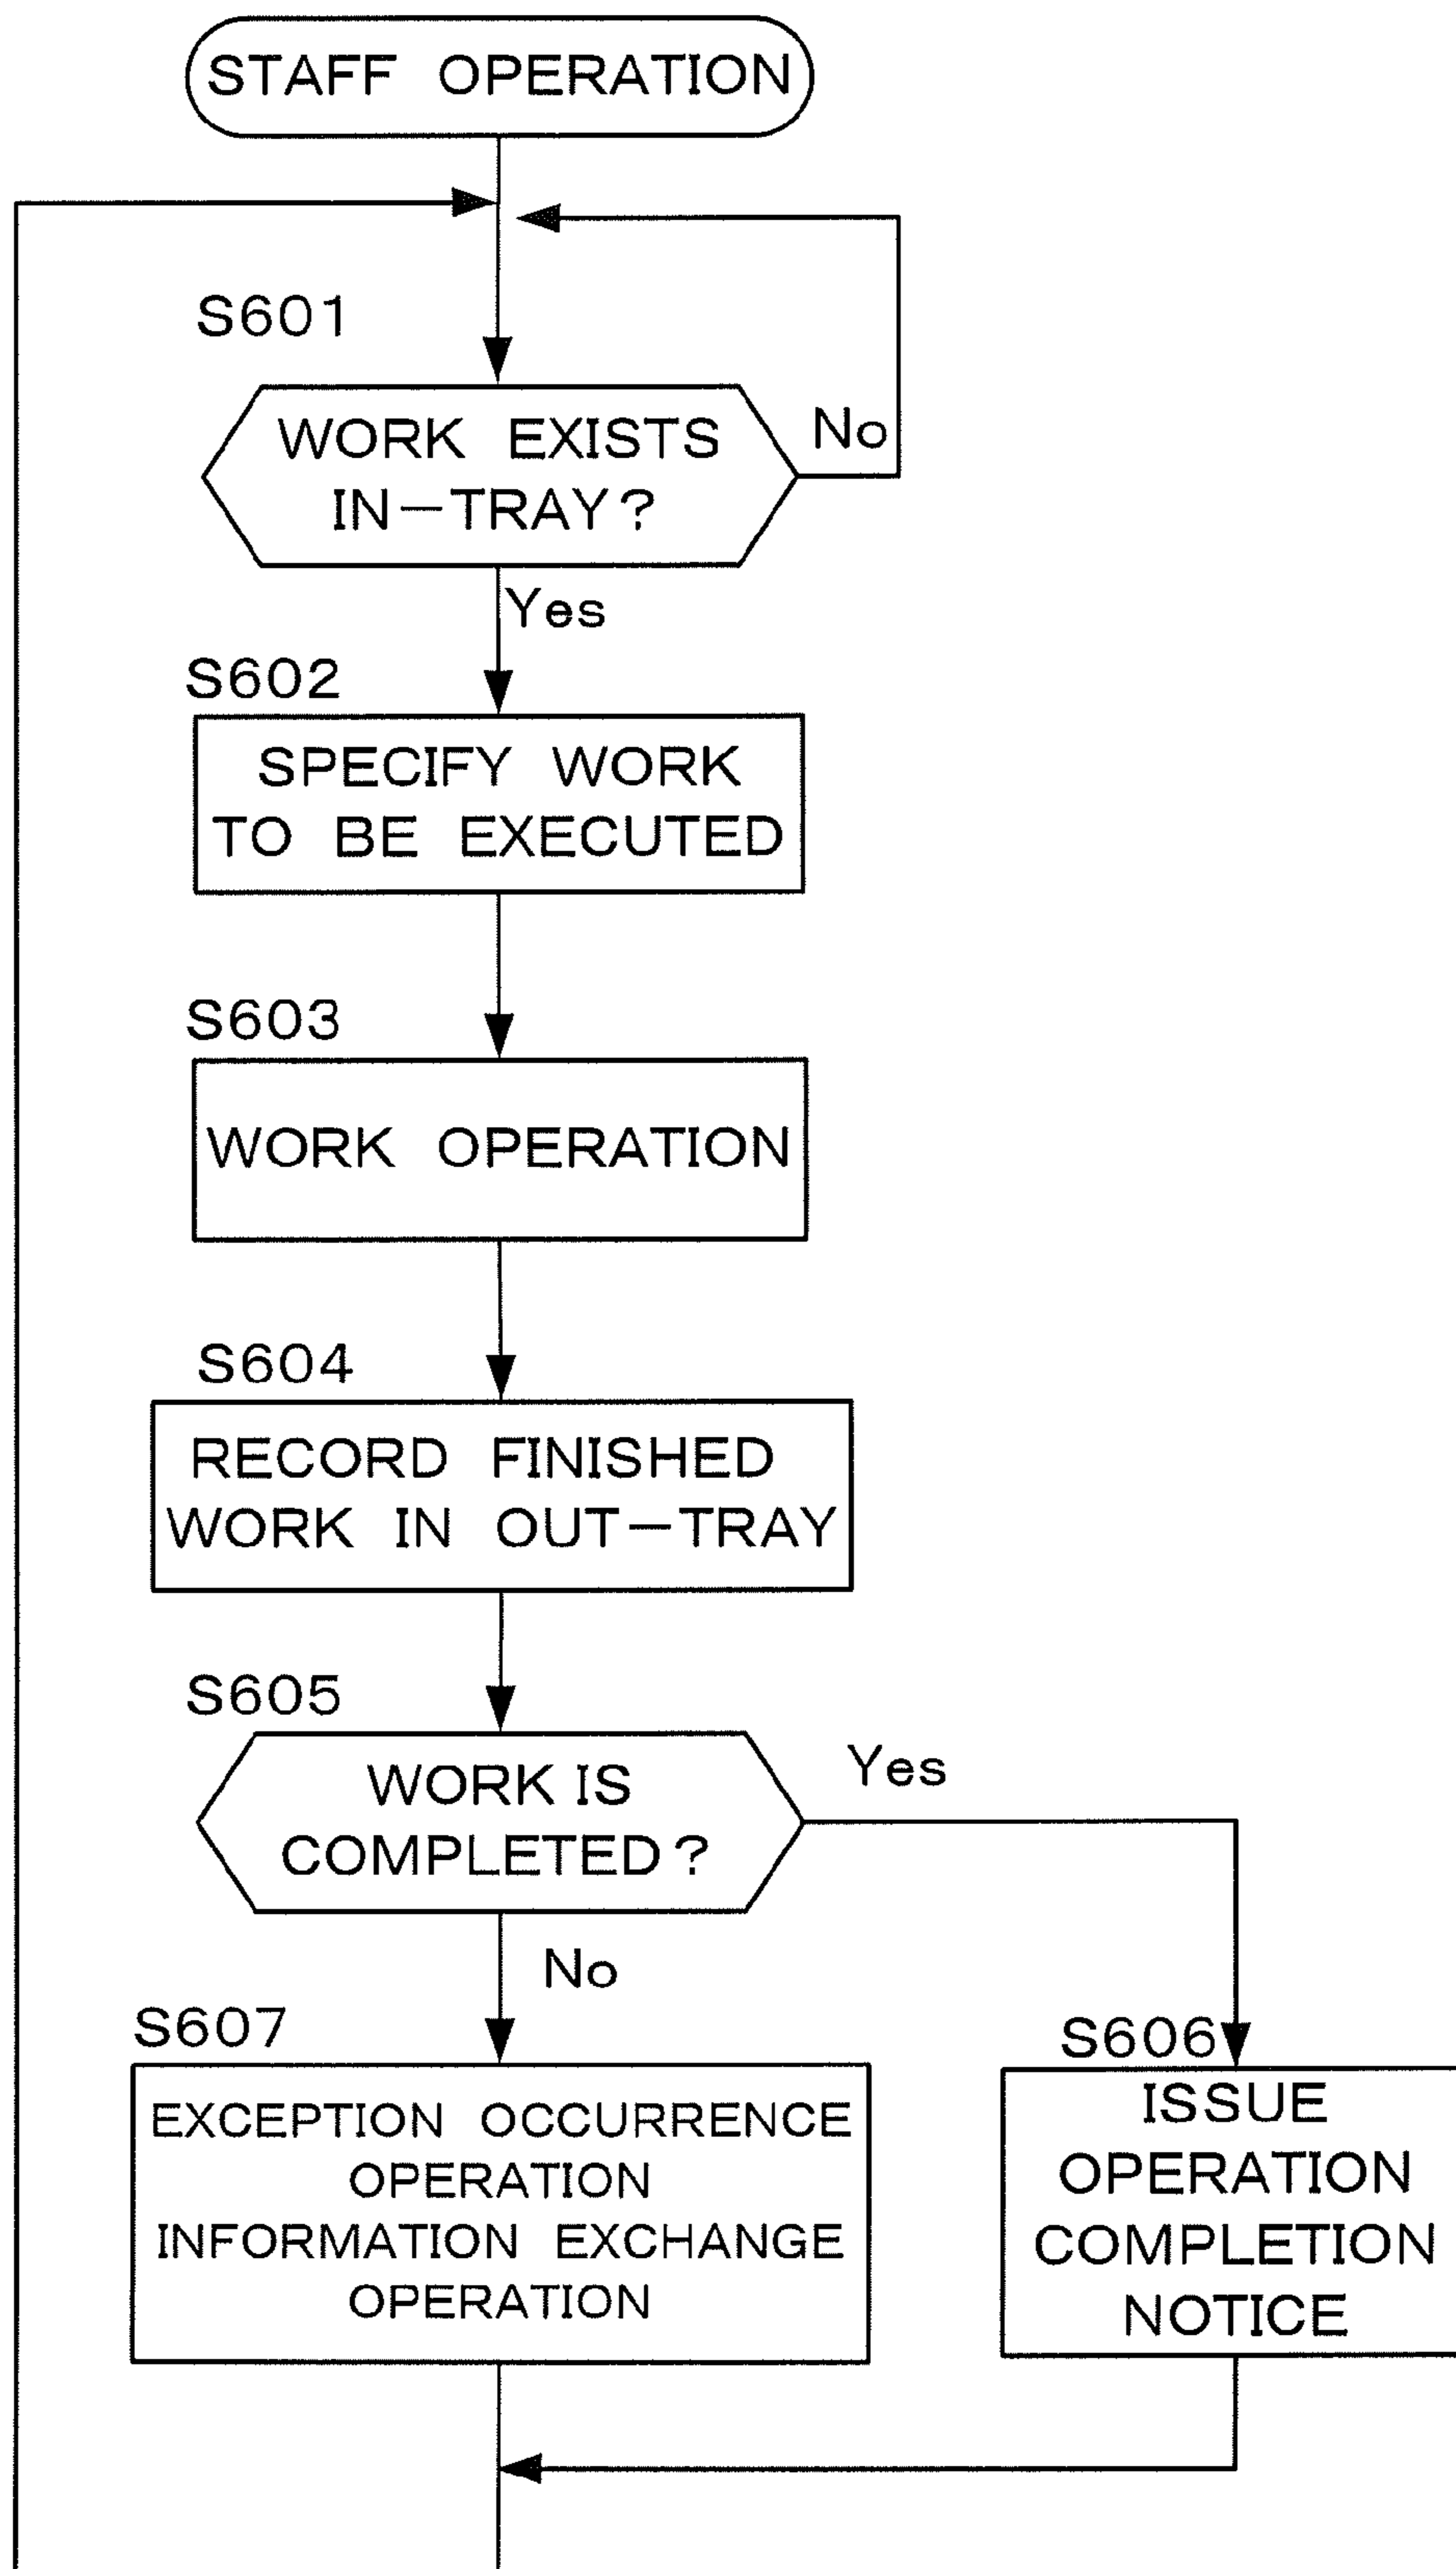 STAFF OPERATION
S601
WORK EXISTS
IN-TRAY?
No
Yes
S602
SPECIFY WORK
TO BE EXECUTED
S603
WORK OPERATION
S604
RECORD FINISHED
WORK IN OUT-TRAY
S605
WORK IS
COMPLETED?
Yes
No
S607
EXCEPTION OCCURRENCE
OPERATION
INFORMATION EXCHANGE
OPERATION
S606
ISSUE
OPERATION
COMPLETION
NOTICE